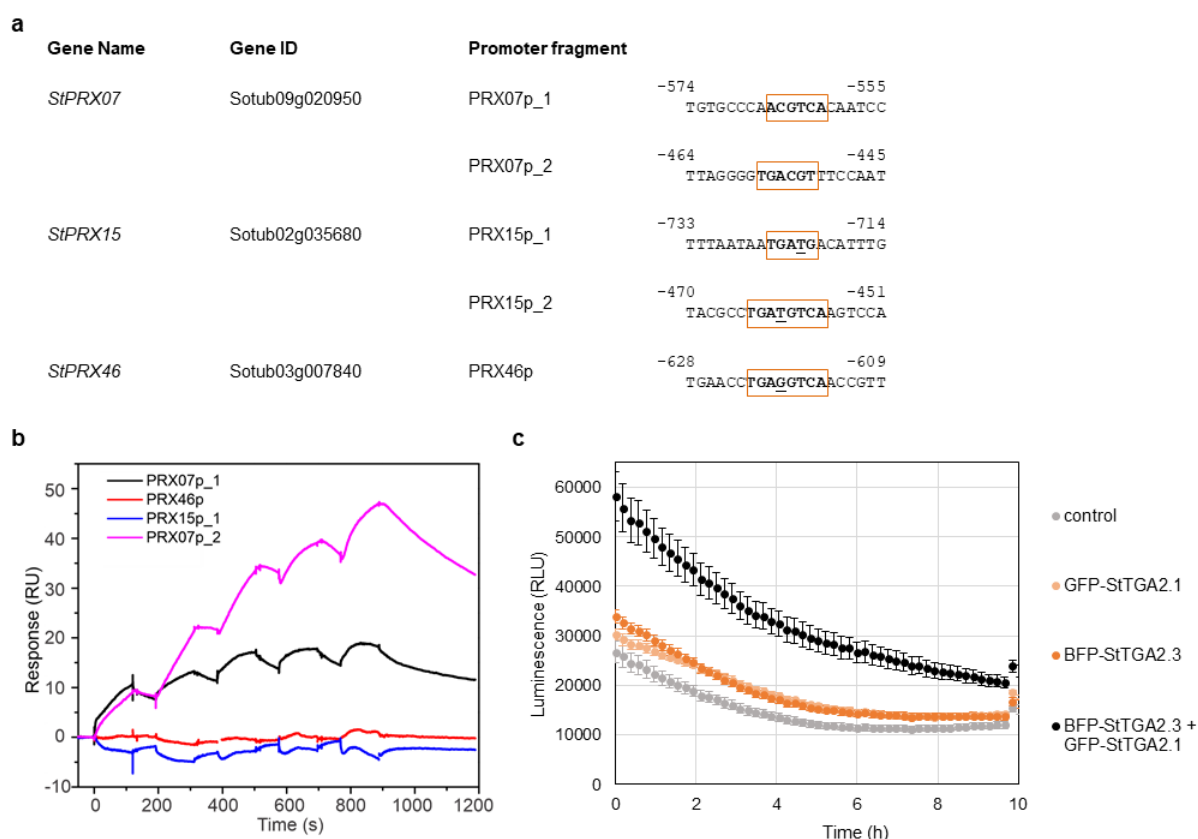 a
Gene Name Gene ID Promoter fragment
-574 -555
StPRX07 Sotub09g020950 PRX07p_1 TGTGCCCAACGTCACAATCC
-464 -445
PRX07p_2 TTAGGGGTGACGTTTCCAAT
-733 -714
StPRX15 Sotub02g035680 PRX15p_1 TTTAATAATGATGACATTTG
-470 -451
PRX15p_2 TACGCCTGATGTCAAGTCCA
-628 -609
StPRX46 Sotub03g007840 PRX46p TGAACCTGAGGTCAACCGTT
b
PRX07p_1
PRX46p
PRX15p_1
PRX07p_2
Response (RU)
50
40
30
20
10
0
-10
0 200 400 600 800 1000 1200
Time (s)
c
Luminescence (RLU)
60000
50000
40000
30000
20000
10000
0
0 2 4 6 8 10
Time (h)
control
GFP-StTGA2.1
BFP-StTGA2.3
BFP-StTGA2.3 +
GFP-StTGA2.1